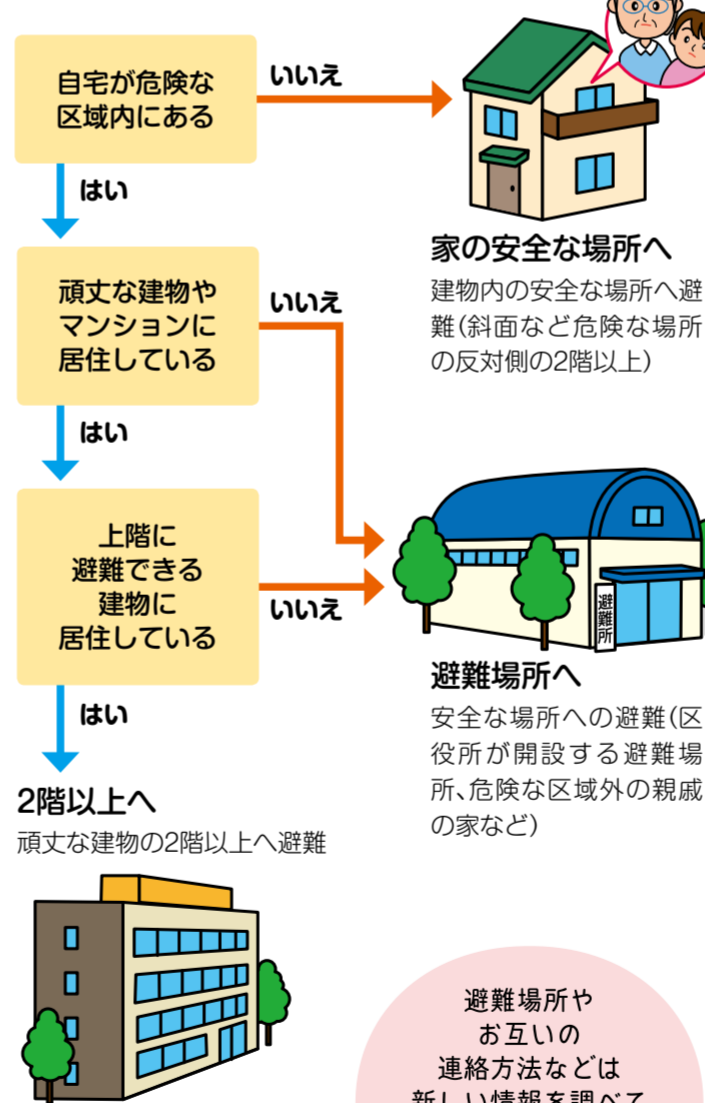 自宅が危険な
区域内にある
いいえ
はい
家の安全な場所へ
建物内の安全な場所へ避
難(斜面など危険な場所
の反対側の2階以上)
頑丈な建物や
マンションに
居住している
いいえ
はい
上階に
避難できる
建物に
居住している
いいえ
はい
避難所
避難場所へ
安全な場所への避難(区
役所が開設する避難場
所、危険な区域外の親戚
の家など)
2階以上へ
頑丈な建物の2階以上へ避難
避難場所や
お互いの
連絡方法などは
新しい情報を調べて